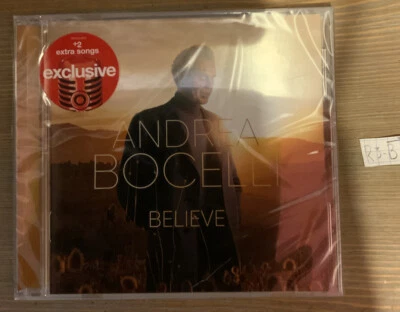 +2
extra songs
exclusive
ANDREA
BOCELLI
BELIEVE